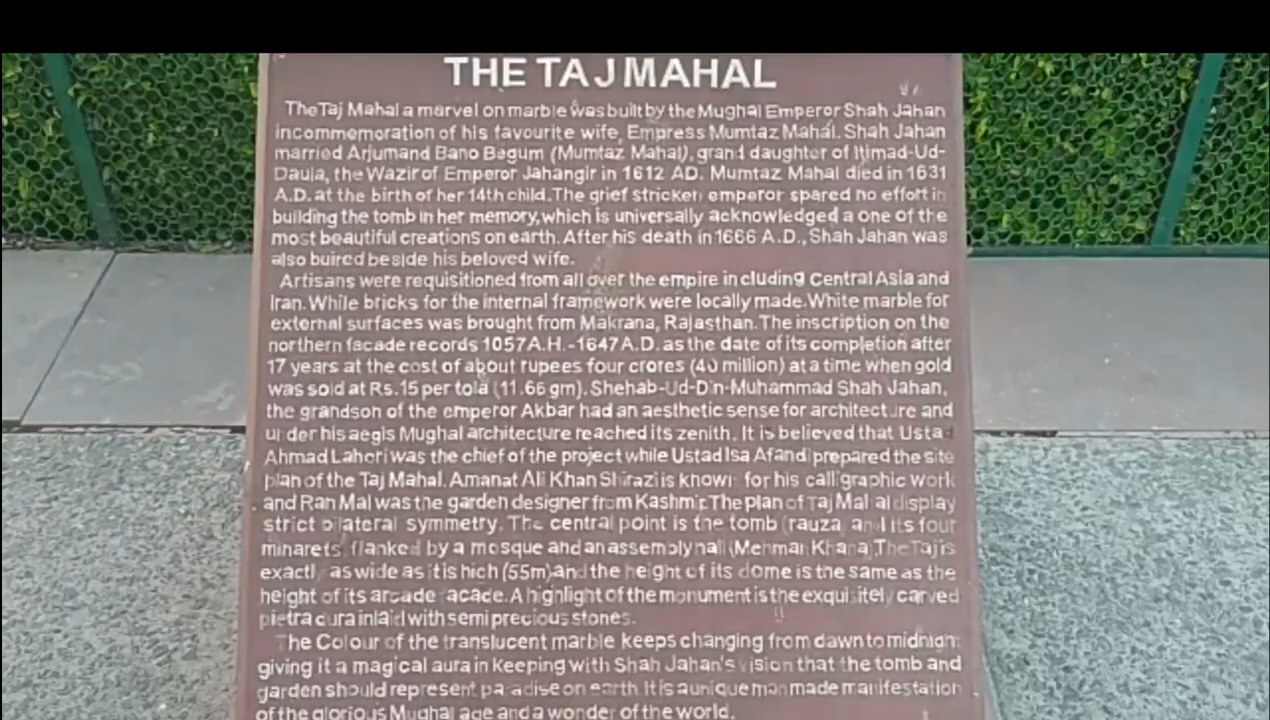 THE TAJ MAHAL
The Taj Mahal a marvel on marble was built by the Mughal Emperor Shah Jahan
incommemoration of his favourite wife, Empress Mumtaz Mahal. Shah Jahan
married Arjumand Bano Begum (Mumtaz Mahal), grand daughter of Itimad-Ud-
Daula, the Wazir of Emperor Jahangir in 1612 AD. Mumtaz Mahal died in 1631
A.D. at the birth of her 14th child. The grief stricken emperor spared no effort in
building the tomb in her memory, which is universally acknowledged a one of the
most beautiful creations on earth. After his death in 1666 A.D., Shah Jahan was
also buired beside his beloved wife.
Artisans were requisitioned from all over the empire in cluding Central Asia and
Iran. While bricks for the internal framework were locally made. White marble for
external surfaces was brought from Makrana, Rajasthan. The inscription on the
northern facade records 1057 A.H. - 1647 A.D. as the date of its completion after
17 years at the cost of about rupees four crores (40 million) at a time when gold
was sold at Rs. 15 per tola (11.66 gm). Shehab-Ud-Din-Muhammad Shah Jahan,
the grandson of the emperor Akbar had an aesthetic sense for architecture and
under his aegis Mughal architecture reached its zenith. It is believed that Ustad
Ahmad Lahori was the chief of the project while Ustad Isa Afandi prepared the site
plan of the Taj Mahal. Amanat Ali Khan Shirazi is known for his calligraphic work
and Ran Mal was the garden designer from Kashmir. The plan of Taj Mahal display
strict bilateral symmetry. The central point is the tomb (rauza) and its four
minarets flanked by a mosque and an assembly hall (Mehman Khana). The Taj is
exactly as wide as it is high (55m) and the height of its dome is the same as the
height of its arcade facade. A highlight of the monument is the exquisitely carved
pietra dura inlaid with semi precious stones.
The Colour of the translucent marble keeps changing from dawn to midnight
giving it a magical aura in keeping with Shah Jahan's vision that the tomb and
garden should represent paradise on earth. It is a unique man made manifestation
of the glorious Mughal age and a wonder of the world.